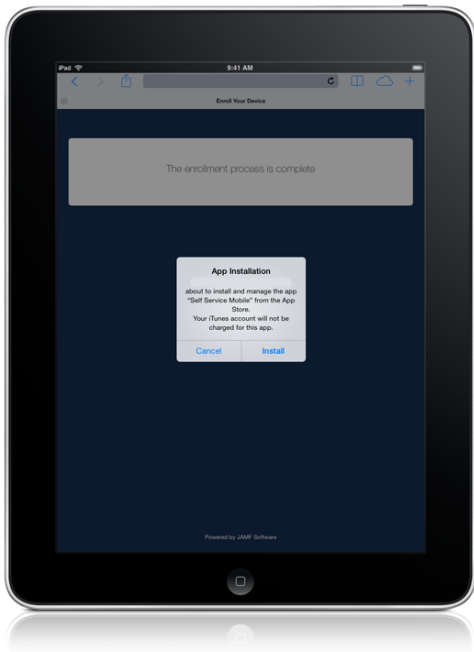 iPad 9:41 AM
Enroll Your Device
The enrollment process is complete
App Installation
about to install and manage the app
“Self Service Mobile” from the App
Store.
Your iTunes account will not be
charged for this app.
Cancel Install
Powered by JAMF Software